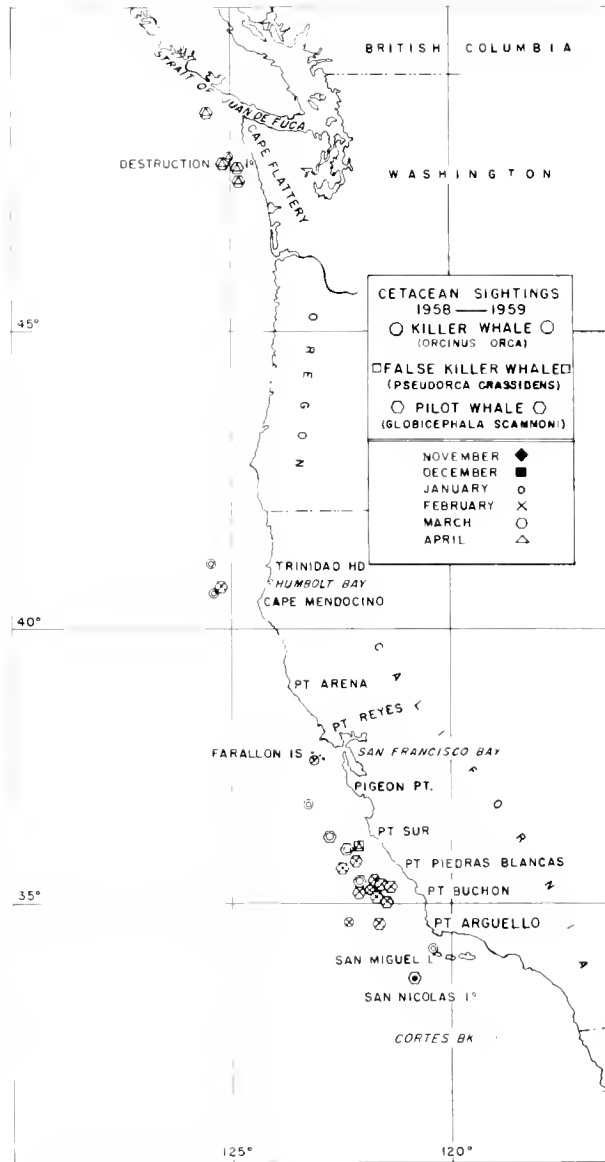 BRITISH COLUMBIA
STRAIT OF JUAN DE FUCA
DESTRUCTION Iº
CAPE FLATTERY
WASHINGTON
CETACEAN SIGHTINGS
1958 — 1959
KILLER WHALE
(ORCINUS ORCA)
FALSE KILLER WHALE
(PSEUDORCA CRASSIDENS)
PILOT WHALE
(GLOBICEPHALA SCAMMONI)
NOVEMBER
DECEMBER
JANUARY
FEBRUARY
MARCH
APRIL
45°
OREGON
TRINIDAD HD
HUMBOLT BAY
CAPE MENDOCINO
40°
PT ARENA
PT REYES
FARALLON IS
SAN FRANCISCO BAY
PIGEON PT.
PT SUR
PT PIEDRAS BLANCAS
35°
PT BUCHON
PT ARGUELLO
SAN MIGUEL I.
SAN NICOLAS Iº
CORTES BK
CALIFORNIA
125°
120°